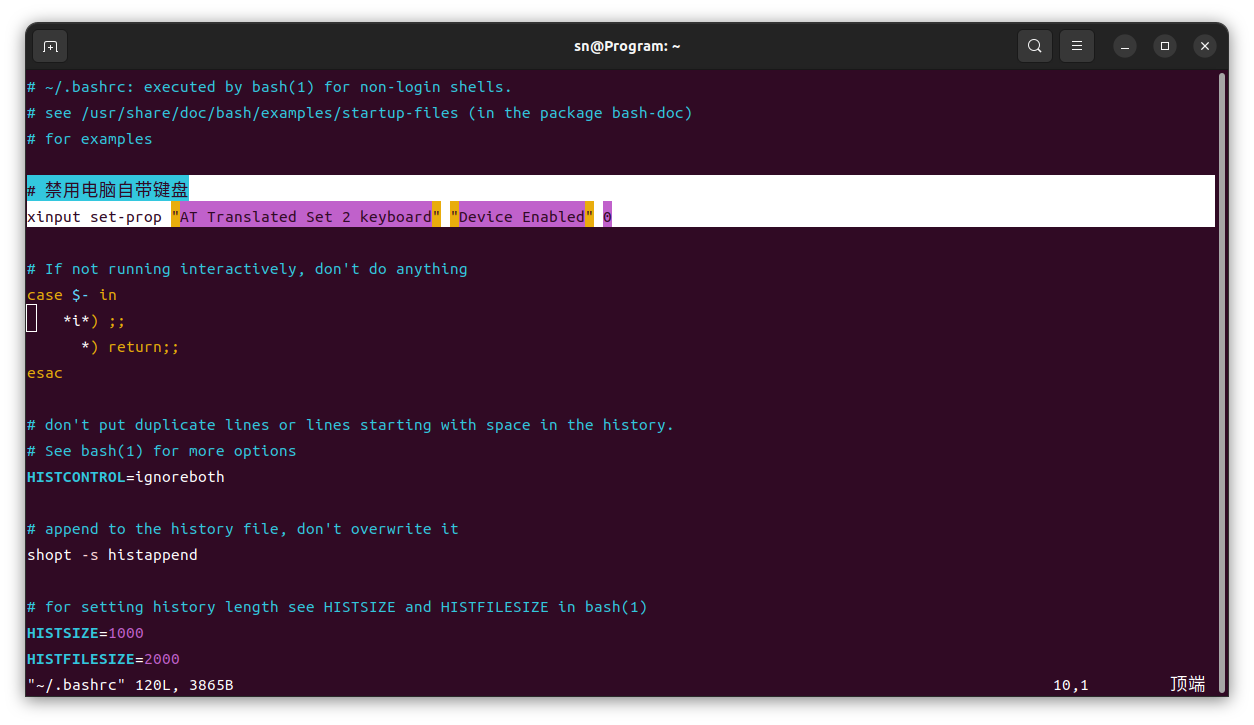 sn@Program: ~
# ~/.bashrc: executed by bash(1) for non-login shells.
# see /usr/share/doc/bash/examples/startup-files (in the package bash-doc)
# for examples
# 禁用电脑自带键盘
xinput set-prop "AT Translated Set 2 keyboard" "Device Enabled" 0
# If not running interactively, don't do anything
case $- in
    *i*) ;;
      *) return;;
esac
# don't put duplicate lines or lines starting with space in the history.
# See bash(1) for more options
HISTCONTROL=ignoreboth
# append to the history file, don't overwrite it
shopt -s histappend
# for setting history length see HISTSIZE and HISTFILESIZE in bash(1)
HISTSIZE=1000
HISTFILESIZE=2000
"~/.bashrc" 120L, 3865B 10,1 顶端